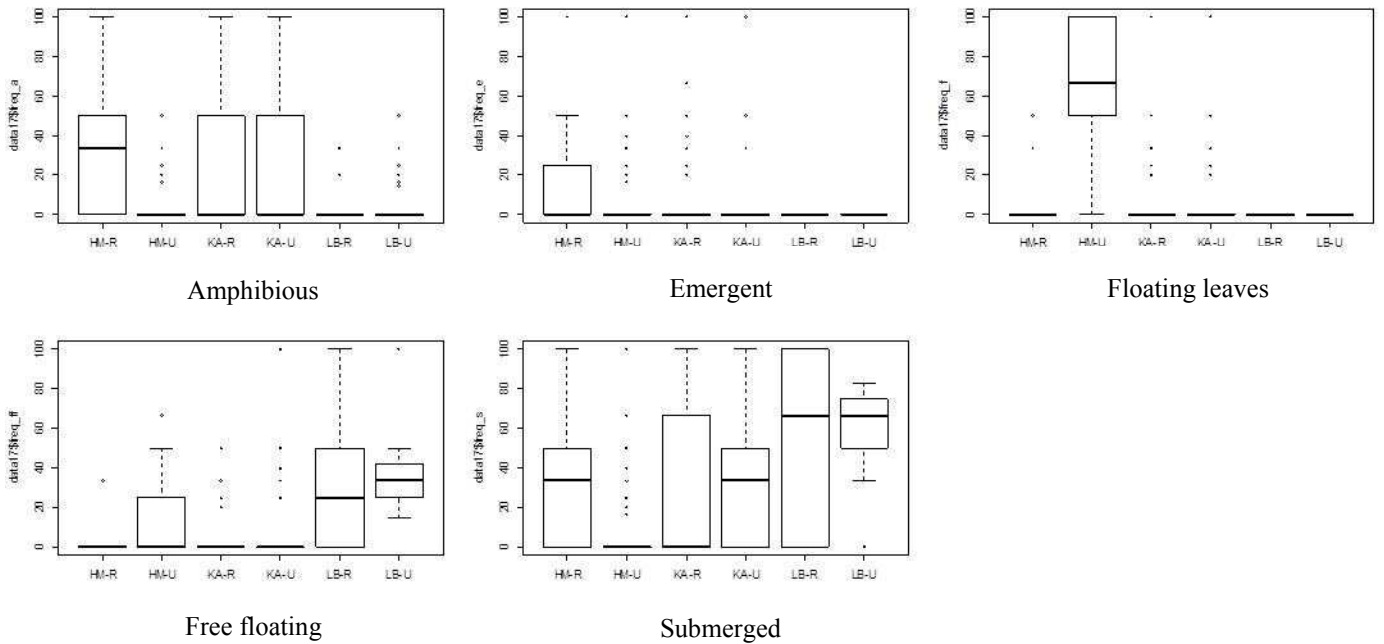 data17$freq_a
100
80
60
40
20
0
HM-R HM-U KA-R KA-U LB-R LB-U
Amphibious
data17$freq_e
100
80
60
40
20
0
HM-R HM-U KA-R KA-U LB-R LB-U
Emergent
data17$freq_f
100
80
60
40
20
0
HM-R HM-U KA-R KA-U LB-R LB-U
Floating leaves
data17$freq_ff
100
80
60
40
20
0
HM-R HM-U KA-R KA-U LB-R LB-U
Free floating
data17$freq_s
100
80
60
40
20
0
HM-R HM-U KA-R KA-U LB-R LB-U
Submerged